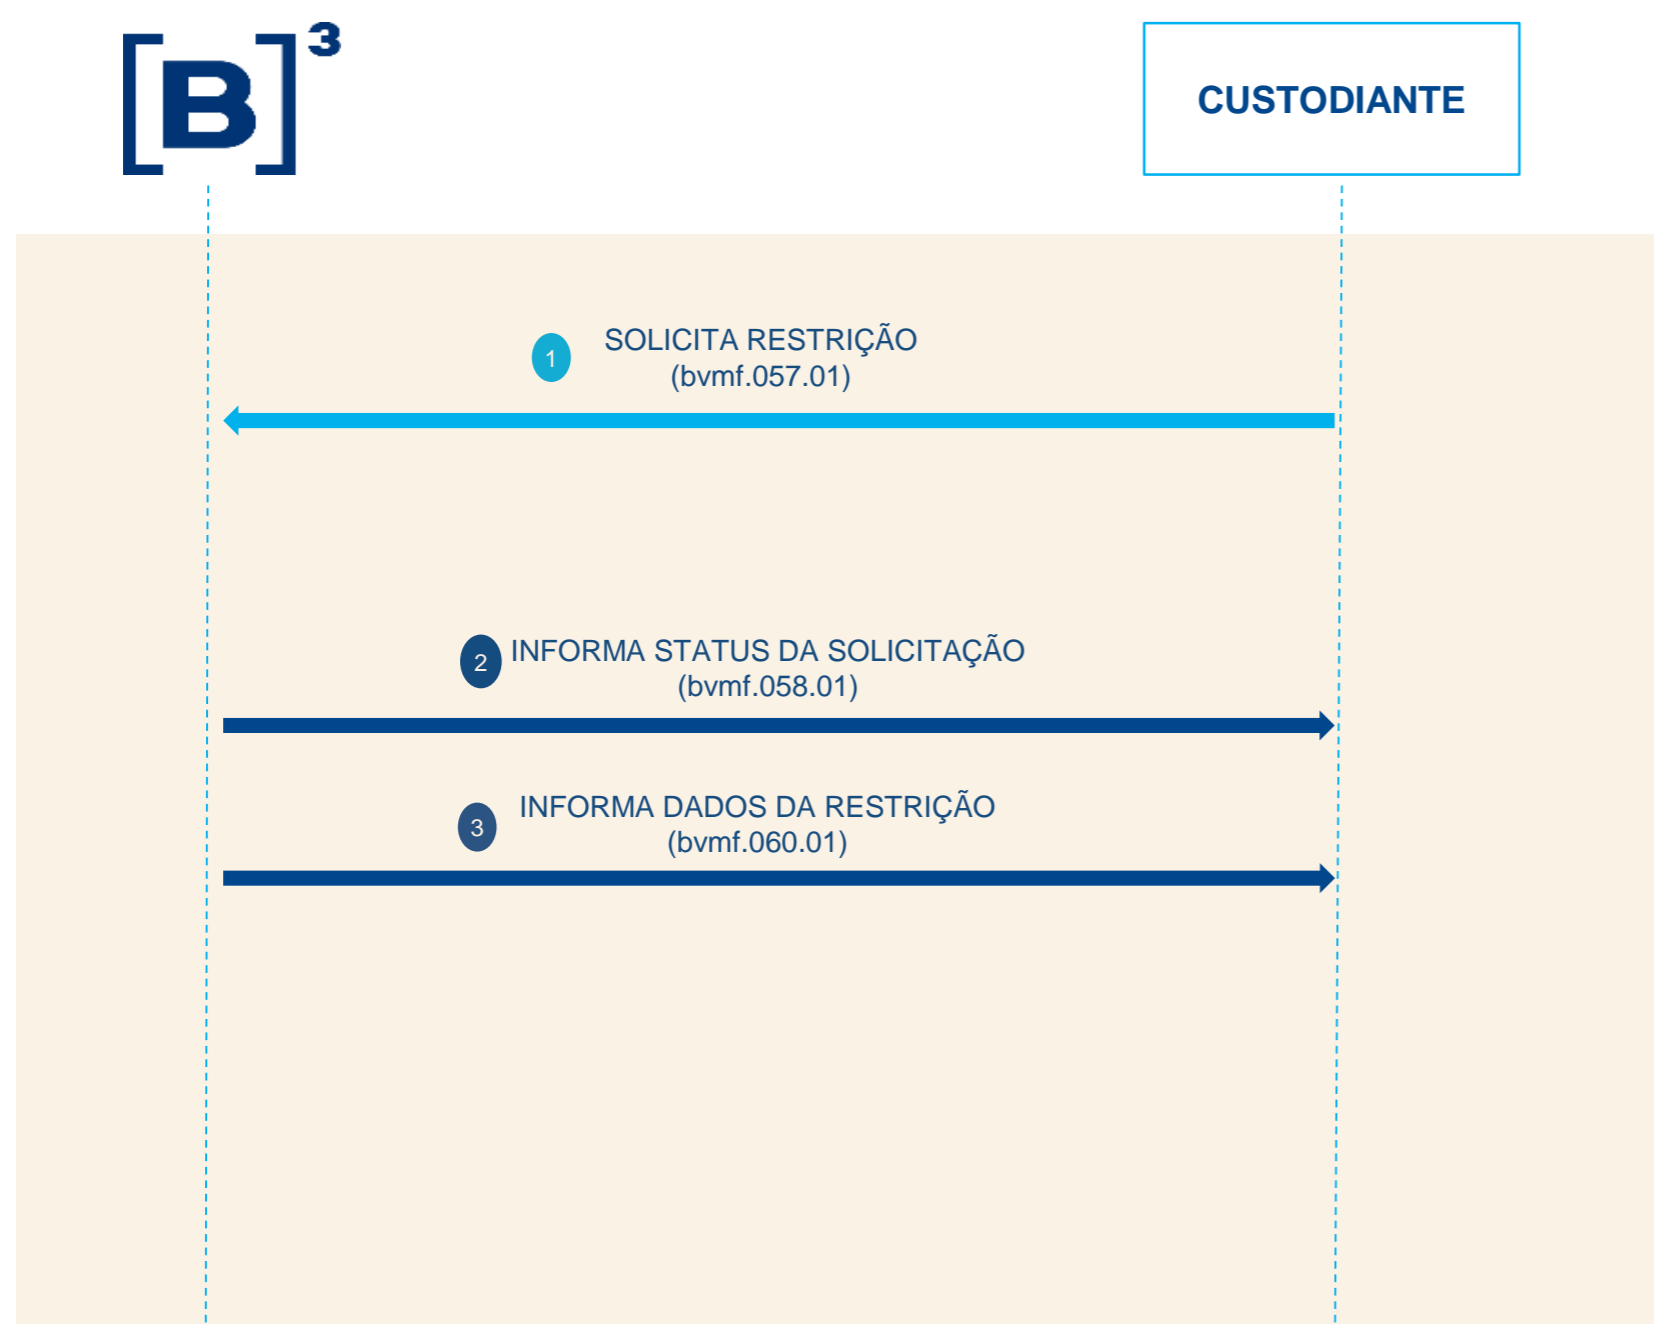 [B]³
CUSTODIANTE
1
SOLICITA RESTRIÇÃO
(bvmf.057.01)
2
INFORMA STATUS DA SOLICITAÇÃO
(bvmf.058.01)
3
INFORMA DADOS DA RESTRIÇÃO
(bvmf.060.01)